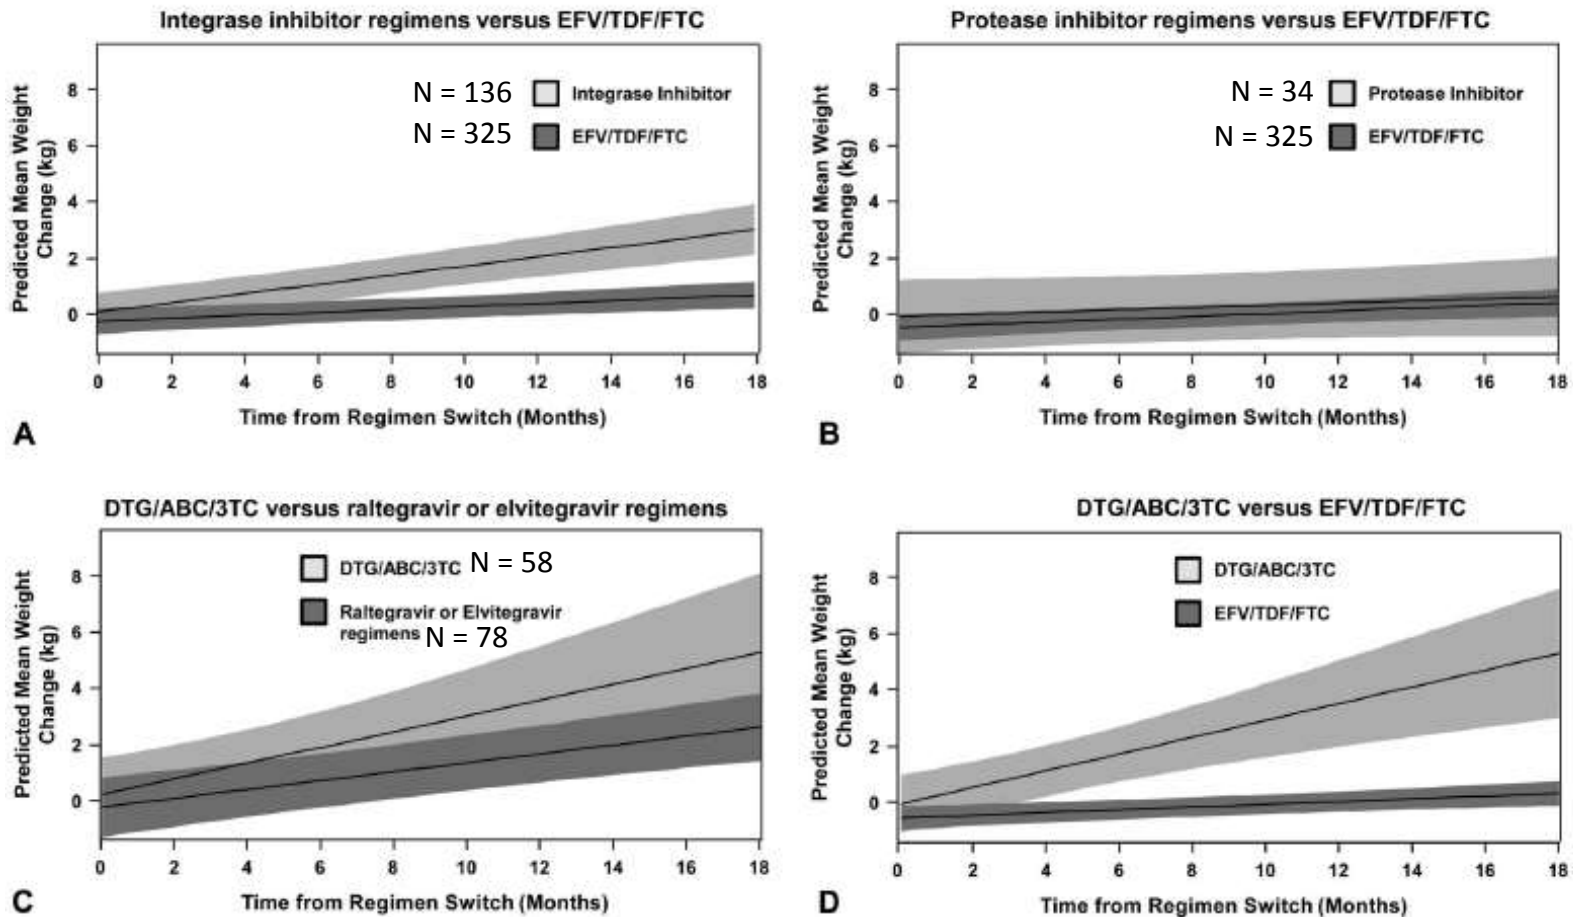 Integrase inhibitor regimens versus EFV/TDF/FTC
Predicted Mean Weight
Change (kg)
8
6
4
2
0
N = 136 Integrase Inhibitor
N = 325 EFV/TDF/FTC
0 2 4 6 8 10 12 14 16 18
Time from Regimen Switch (Months)
A
Protease inhibitor regimens versus EFV/TDF/FTC
Predicted Mean Weight
Change (kg)
8
6
4
2
0
N = 34 Protease Inhibitor
N = 325 EFV/TDF/FTC
0 2 4 6 8 10 12 14 16 18
Time from Regimen Switch (Months)
B
DTG/ABC/3TC versus raltegravir or elvitegravir regimens
Predicted Mean Weight
Change (kg)
8
6
4
2
0
DTG/ABC/3TC N = 58
Raltegravir or Elvitegravir
regimens N = 78
0 2 4 6 8 10 12 14 16 18
Time from Regimen Switch (Months)
C
DTG/ABC/3TC versus EFV/TDF/FTC
Predicted Mean Weight
Change (kg)
8
6
4
2
0
DTG/ABC/3TC
EFV/TDF/FTC
0 2 4 6 8 10 12 14 16 18
Time from Regimen Switch (Months)
D